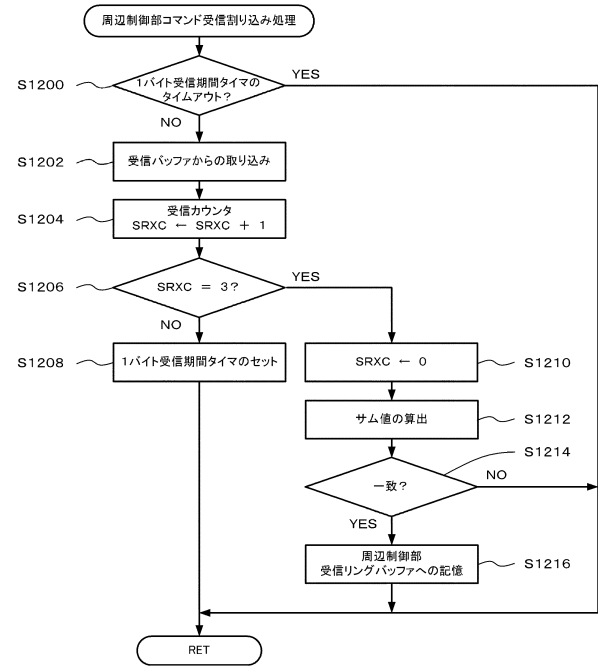 周辺制御部コマンド受信割り込み処理
S1200
1バイト受信期間タイマの
タイムアウト?
YES
NO
S1202
受信バッファからの取り込み
S1204
受信カウンタ
SRXC ← SRXC + 1
S1206
SRXC = 3?
YES
NO
S1208
1バイト受信期間タイマのセット
SRXC ← 0
S1210
サム値の算出
S1212
S1214
一致?
NO
YES
周辺制御部
受信リングバッファへの記憶
S1216
RET